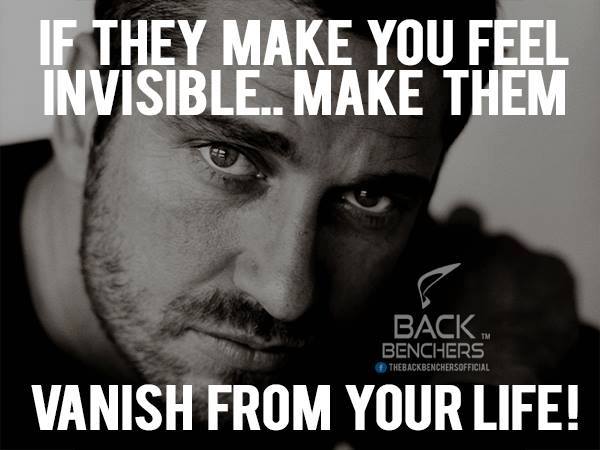 IF THEY MAKE YOU FEEL
INVISIBLE.. MAKE THEM
BACK
BENCHERS ™
f THEBACKBENCHERSOFFICIAL
VANISH FROM YOUR LIFE!